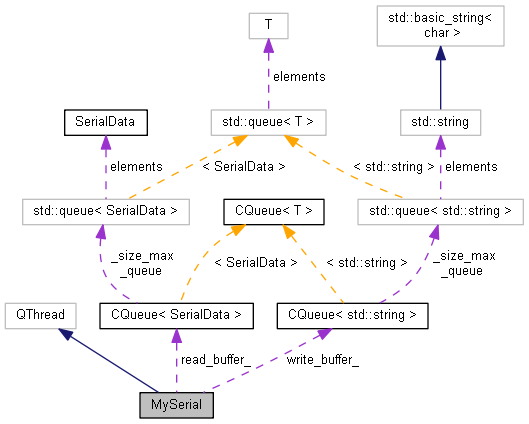 T
std::basic_string<
char >
elements
SerialData
std::queue< T >
std::string
elements
< SerialData >
< std::string >
elements
std::queue< SerialData >
CQueue< T >
std::queue< std::string >
_size_max
_queue
< SerialData >
< std::string >
_size_max
_queue
QThread
CQueue< SerialData >
CQueue< std::string >
read_buffer_
write_buffer_
MySerial